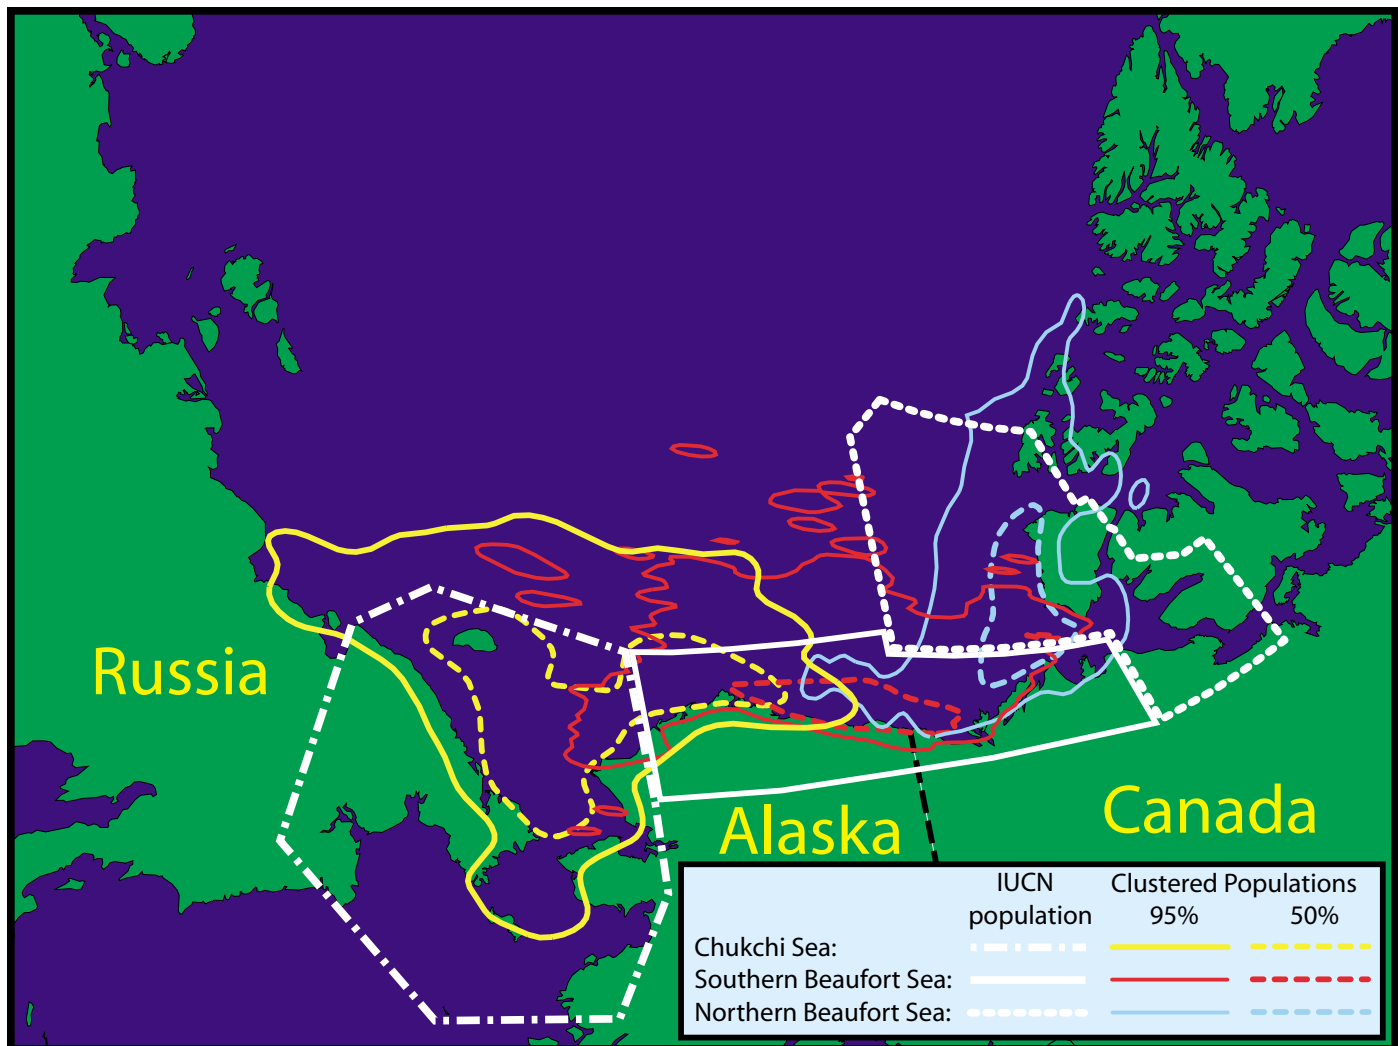 Russia
Alaska
Canada
IUCN Clustered Populations
population 95% 50%
Chukchi Sea:
Southern Beaufort Sea:
Northern Beaufort Sea: